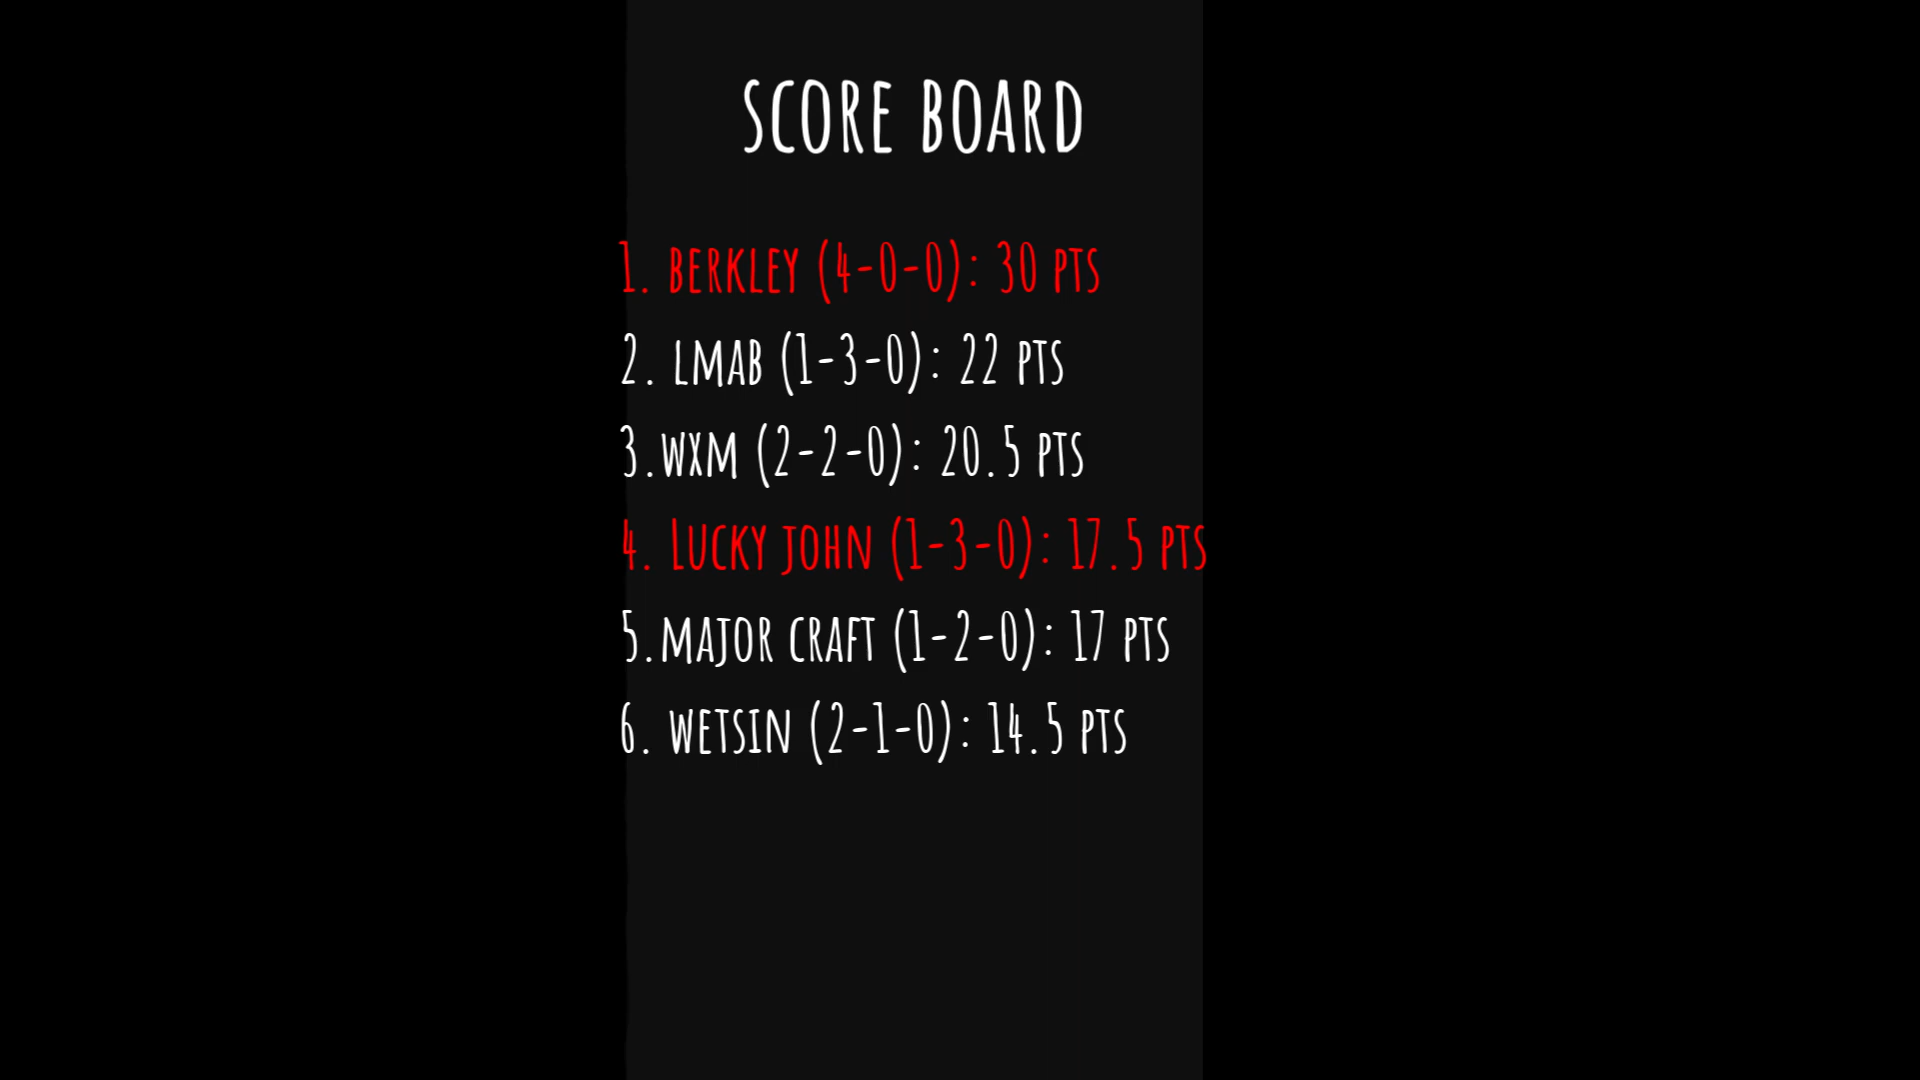 SCORE BOARD
1. BERKLEY (4-0-0): 30 PTS
2. LMAB (1-3-0): 22 PTS
3.WXM (2-2-0): 20.5 PTS
4. LUCKY JOHN (1-3-0): 17.5 PTS
5.MAJOR CRAFT (1-2-0): 17 PTS
6. WETSIN (2-1-0): 14.5 PTS